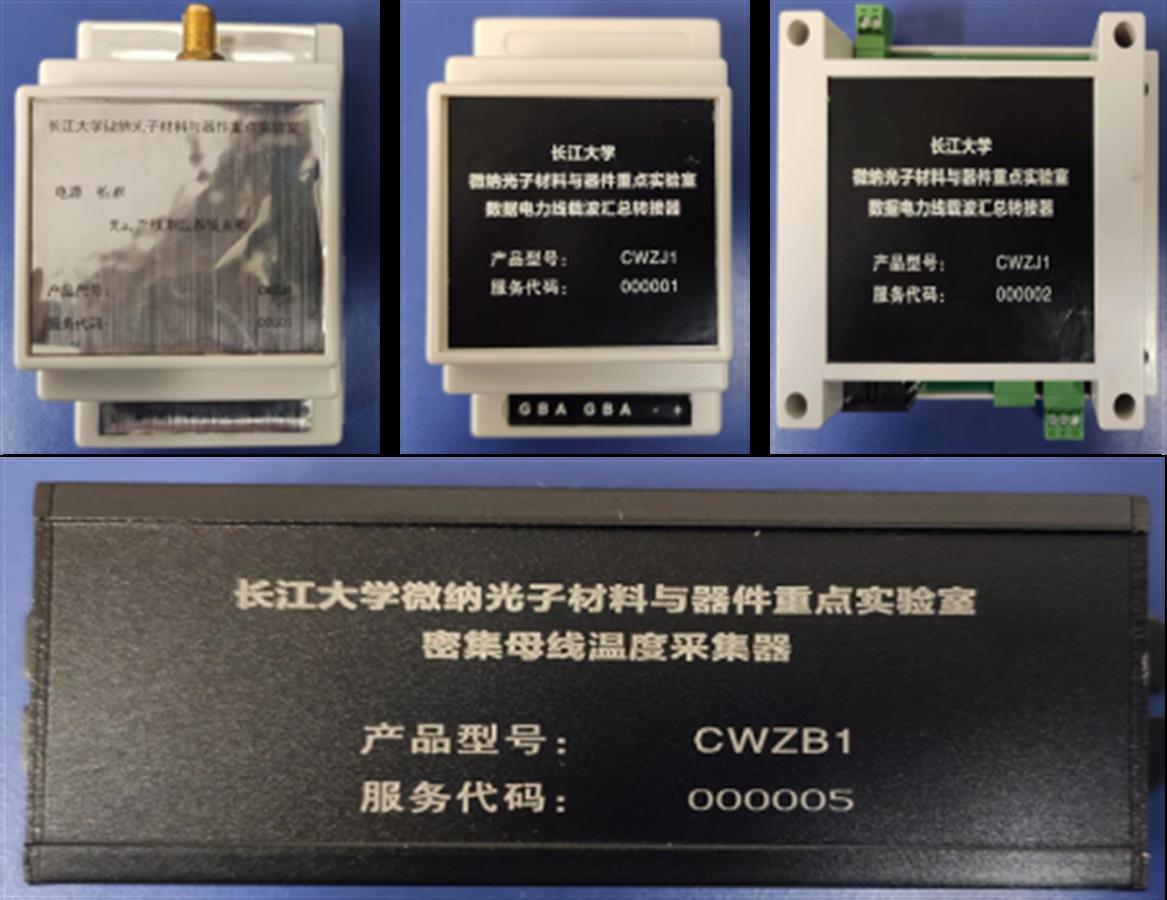 长江大学微纳光子材料与器件重点实验室
电源
产品型号:
服务代码:
长江大学
微纳光子材料与器件重点实验室
数据电力线载波汇总转接器
产品型号: CWZJ1
服务代码: 000001
G B A G B A - +
长江大学
微纳光子材料与器件重点实验室
数据电力线载波汇总转接器
产品型号: CWZJ1
服务代码: 000002
长江大学微纳光子材料与器件重点实验室
密集母线温度采集器
产品型号: CWZB1
服务代码: 000005